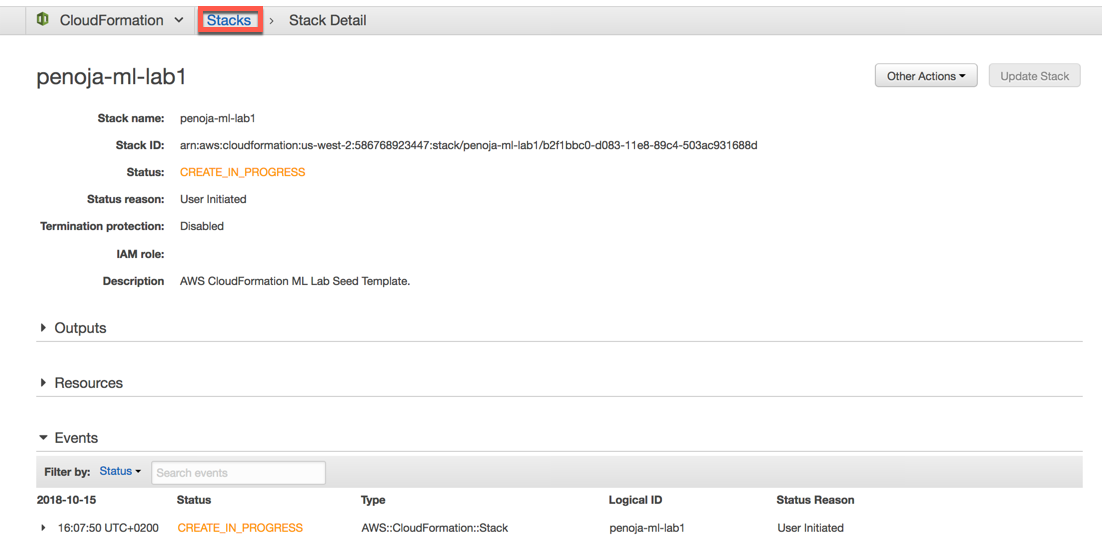 CloudFormation Stacks > Stack Detail
penoja-ml-lab1
Other Actions Update Stack
Stack name: penoja-ml-lab1
Stack ID: arn:aws:cloudformation:us-west-2:586768923447:stack/penoja-ml-lab1/b2f1bbc0-d083-11e8-89c4-503ac931688d
Status: CREATE_IN_PROGRESS
Status reason: User Initiated
Termination protection: Disabled
IAM role:
Description AWS CloudFormation ML Lab Seed Template.
Outputs
Resources
Events
Filter by: Status Search events
2018-10-15 Status Type Logical ID Status Reason
16:07:50 UTC+0200 CREATE_IN_PROGRESS AWS::CloudFormation::Stack penoja-ml-lab1 User Initiated